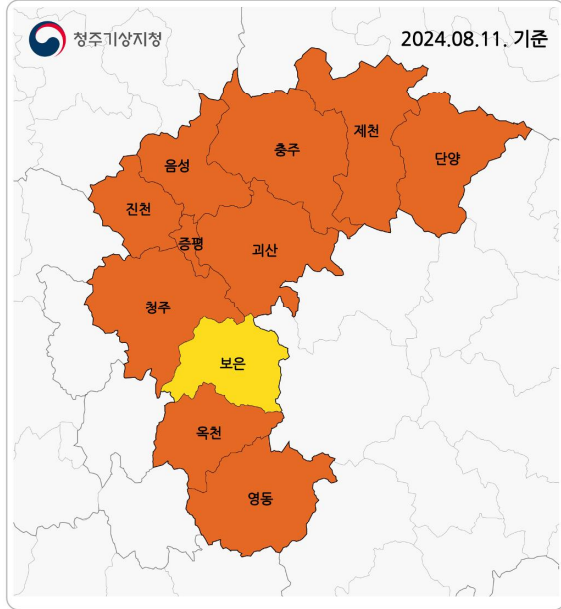 청주기상지청
2024.08.11. 기준
제천
충주
단양
음성
진천
증평
괴산
청주
보은
옥천
영동